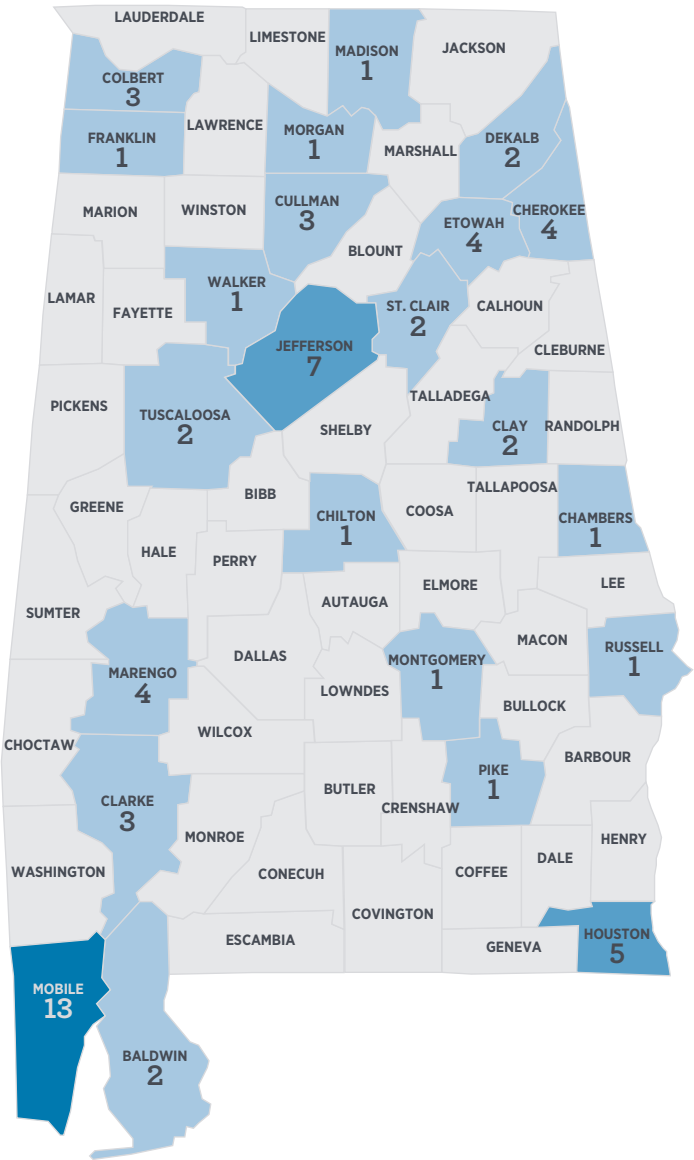 LAUDERDALE
LIMESTONE
MADISON
1
JACKSON
COLBERT
3
LAWRENCE
FRANKLIN
1
MORGAN
1
MARSHALL
DEKALB
2
MARION
WINSTON
CULLMAN
3
ETOWAH
4
CHEROKEE
4
BLOUNT
LAMAR
FAYETTE
WALKER
1
ST. CLAIR
2
CALHOUN
JEFFERSON
7
CLEBURNE
PICKENS
TUSCALOOSA
2
SHELBY
TALLADEGA
CLAY
2
RANDOLPH
GREENE
BIBB
CHILTON
1
COOSA
TALLAPOOSA
CHAMBERS
1
HALE
PERRY
SUMTER
AUTAUGA
ELMORE
LEE
MARENGO
4
DALLAS
LOWNDES
MONTGOMERY
1
MACON
RUSSELL
1
BULLOCK
CHOCTAW
WILCOX
CLARKE
3
MONROE
BUTLER
CRENSHAW
PIKE
1
BARBOUR
WASHINGTON
CONECUH
COVINGTON
COFFEE
DALE
HENRY
ESCAMBIA
GENEVA
HOUSTON
5
MOBILE
13
BALDWIN
2